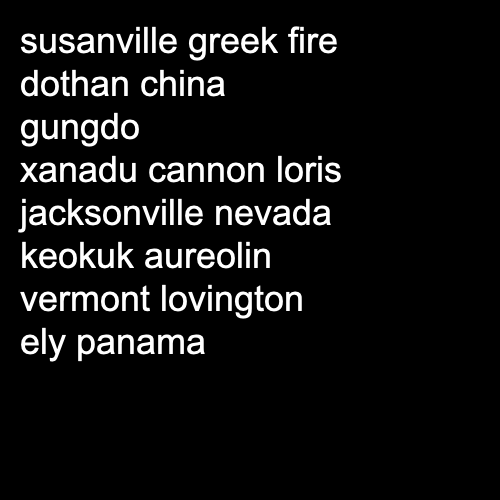 susanville greek fire
dothan china
gungdo
xanadu cannon loris
jacksonville nevada
keokuk aureolin
vermont lovington
ely panama